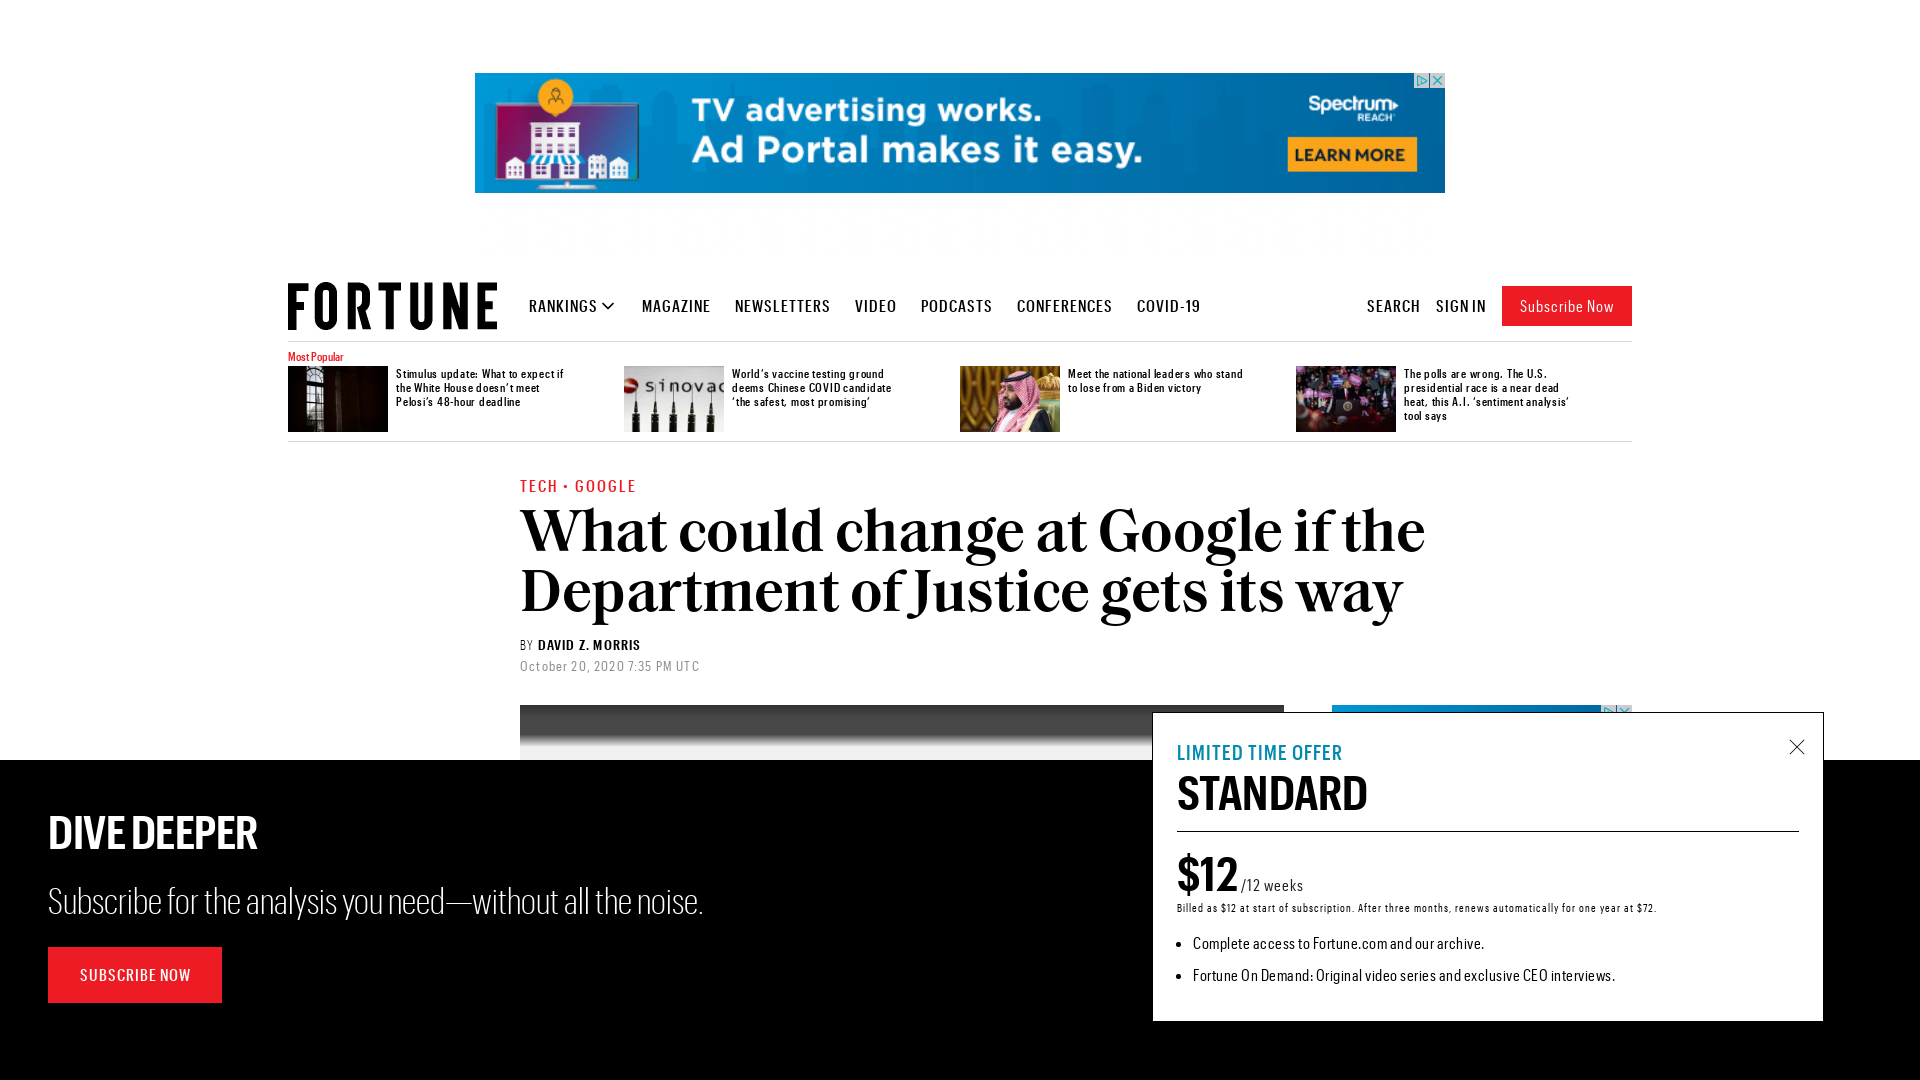 TV advertising works.
Ad Portal makes it easy.
Spectrum
REACH
LEARN MORE
FORTUNE
RANKINGS
MAGAZINE
NEWSLETTERS
VIDEO
PODCASTS
CONFERENCES
COVID-19
SEARCH
SIGN IN
Subscribe Now
Most Popular
Stimulus update: What to expect if
the White House doesn’t meet
Pelosi’s 48-hour deadline
sinovac
World’s vaccine testing ground
deems Chinese COVID candidate
‘the safest, most promising’
Meet the national leaders who stand
to lose from a Biden victory
The polls are wrong. The U.S.
presidential race is a near dead
heat, this A.I. ‘sentiment analysis’
tool says
TECH • GOOGLE
What could change at Google if the
Department of Justice gets its way
BY DAVID Z. MORRIS
October 20, 2020 7:35 PM UTC
DIVE DEEPER
Subscribe for the analysis you need—without all the noise.
SUBSCRIBE NOW
LIMITED TIME OFFER
STANDARD
$12 /12 weeks
Billed as $12 at start of subscription. After three months, renews automatically for one year at $72.
• Complete access to Fortune.com and our archive.
• Fortune On Demand: Original video series and exclusive CEO interviews.